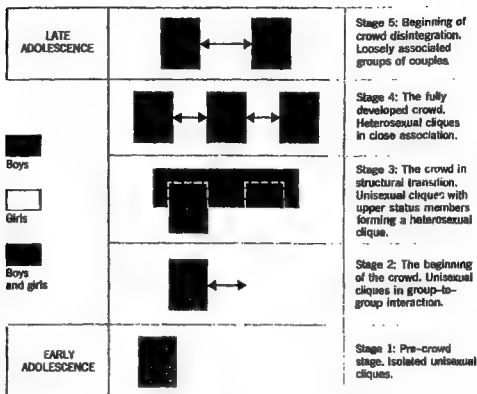 LATE
ADOLESCENCE
Stage 5: Beginning of
crowd disintegration.
Loosely associated
groups of couples.
Stage 4: The fully
developed crowd.
Heterosexual cliques
in close association.
Boys
Girls
Boys
and girls
Stage 3: The crowd in
structural transition.
Unisexual cliques with
upper status members
forming a heterosexual
clique.
Stage 2: The beginning
of the crowd. Unisexual
cliques in group-to-
group interaction.
EARLY
ADOLESCENCE
Stage 1: Pre-crowd
stage. Isolated unisexual
cliques.